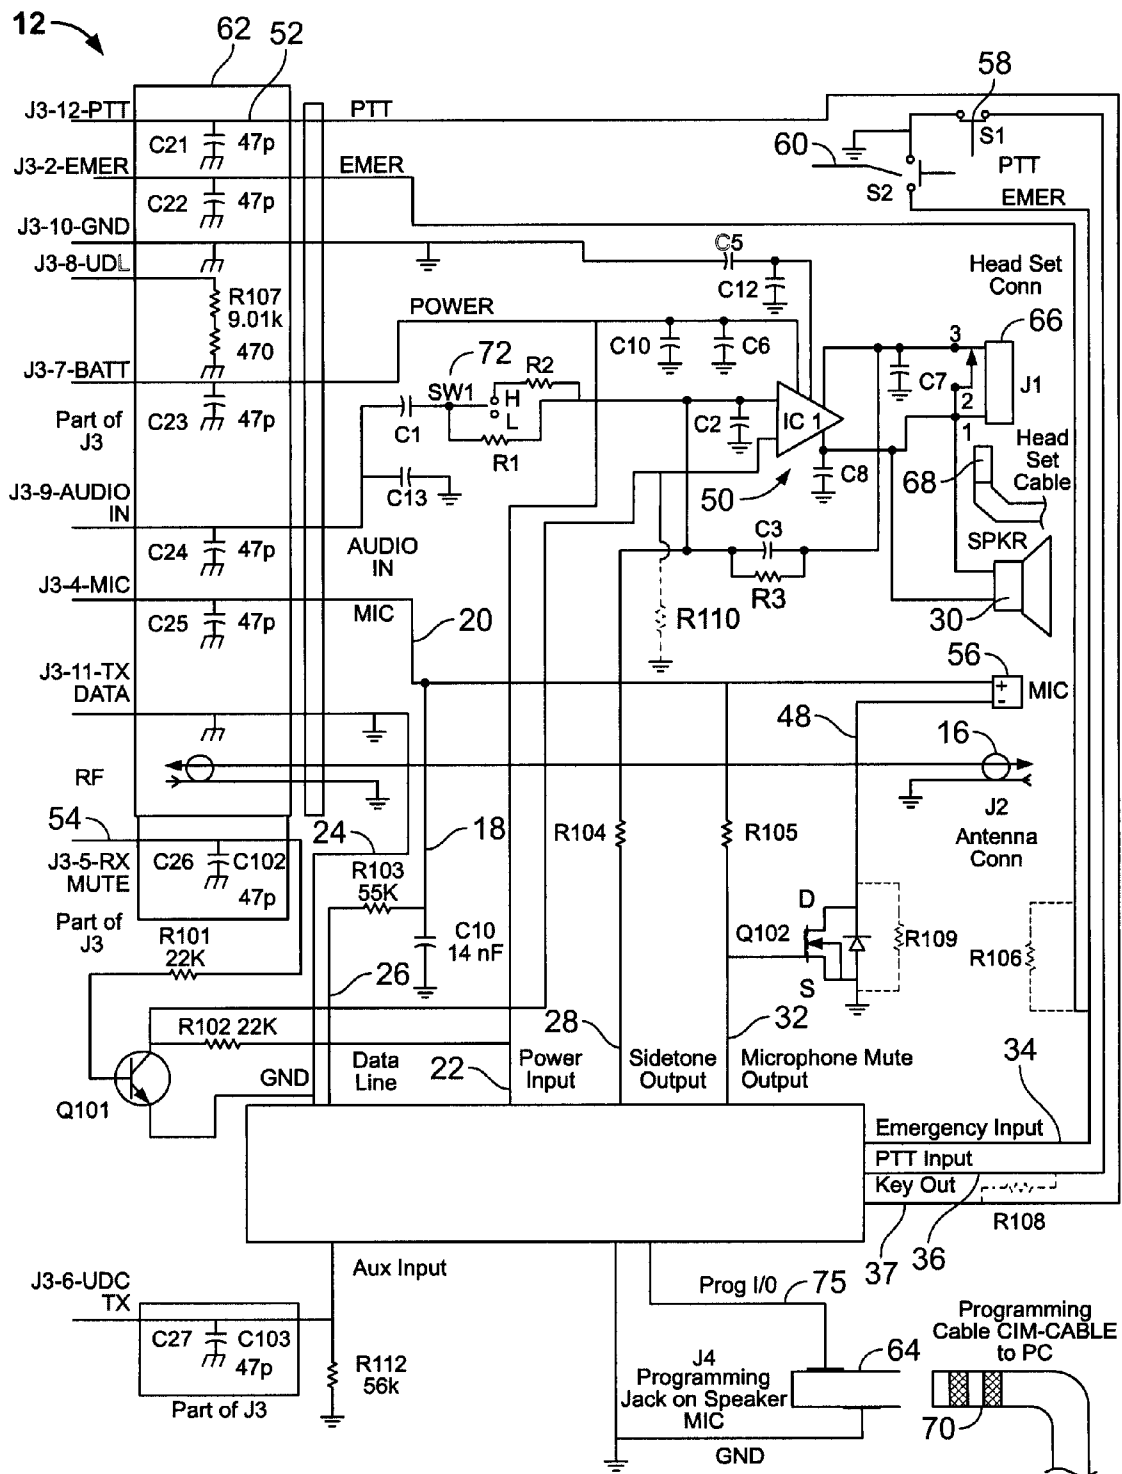 12
62
52
J3-12-PTT
PTT
58
C21
47p
S1
60
PTT
J3-2-EMER
EMER
S2
EMER
C22
47p
J3-10-GND
C5
J3-8-UDL
C12
Head Set
Conn
R107
9.01k
POWER
66
470
72
C10
C6
3
J3-7-BATT
R2
C7
J1
SW1
H
2
Part of
J3
C23
47p
L
C2
IC 1
C1
R1
1
Head
Set
Cable
J3-9-AUDIO
IN
C13
50
C8
68
C24
47p
AUDIO
IN
C3
SPKR
J3-4-MIC
MIC
20
R3
C25
47p
R110
30
J3-11-TX
DATA
56
+
-
MIC
48
16
RF
J2
54
24
18
R104
R105
Antenna
Conn
J3-5-RX
MUTE
C26
C102
47p
R103
55K
D
Part of
J3
R101
22K
C10
14 nF
Q102
R109
R106
26
S
R102 22K
28
32
GND
Data
Line
22
Power
Input
Sidetone
Output
Microphone Mute
Output
34
Q101
Emergency Input
PTT Input
Key Out
R108
37
36
Aux Input
J3-6-UDC
TX
Prog I/0
75
Programming
Cable CIM-CABLE
to PC
C27
C103
47p
R112
56k
J4
Programming
Jack on Speaker
MIC
64
Part of J3
70
GND